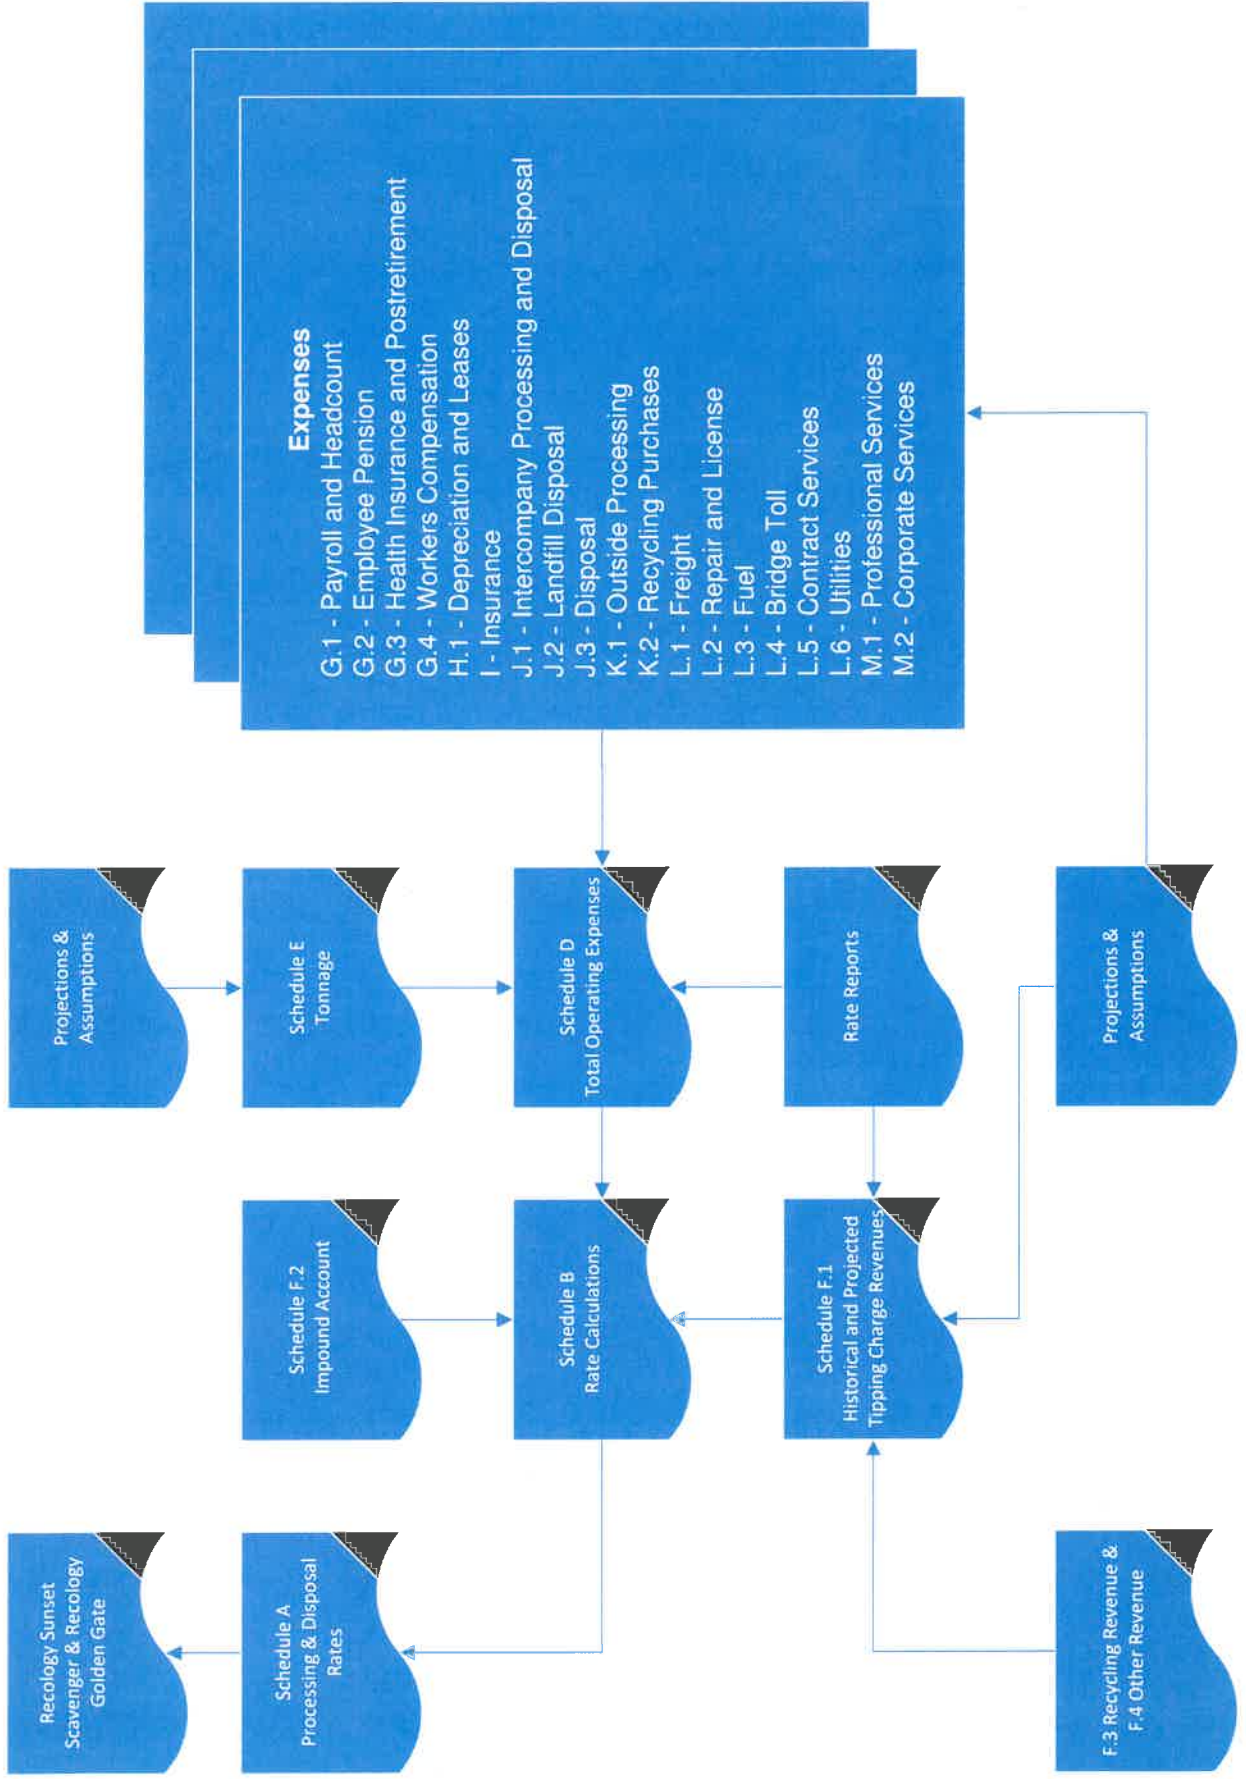 Recology Sunset
Scavenger & Recology
Golden Gate
Schedule A
Processing & Disposal
Rates
F.3 Recycling Revenue &
F.4 Other Revenue
Schedule F.2
Impound Account
Schedule B
Rate Calculations
Schedule F.1
Historical and Projected
Tipping Charge Revenues
Projections &
Assumptions
Schedule E
Tonnage
Schedule D
Total Operating Expenses
Rate Reports
Projections &
Assumptions
Expenses
G.1 - Payroll and Headcount
G.2 - Employee Pension
G.3 - Health Insurance and Postretirement
G.4 - Workers Compensation
H.1 - Depreciation and Leases
I - Insurance
J.1 - Intercompany Processing and Disposal
J.2 - Landfill Disposal
J.3 - Disposal
K.1 - Outside Processing
K.2 - Recycling Purchases
L.1 - Freight
L.2 - Repair and License
L.3 - Fuel
L.4 - Bridge Toll
L.5 - Contract Services
L.6 - Utilities
M.1 - Professional Services
M.2 - Corporate Services